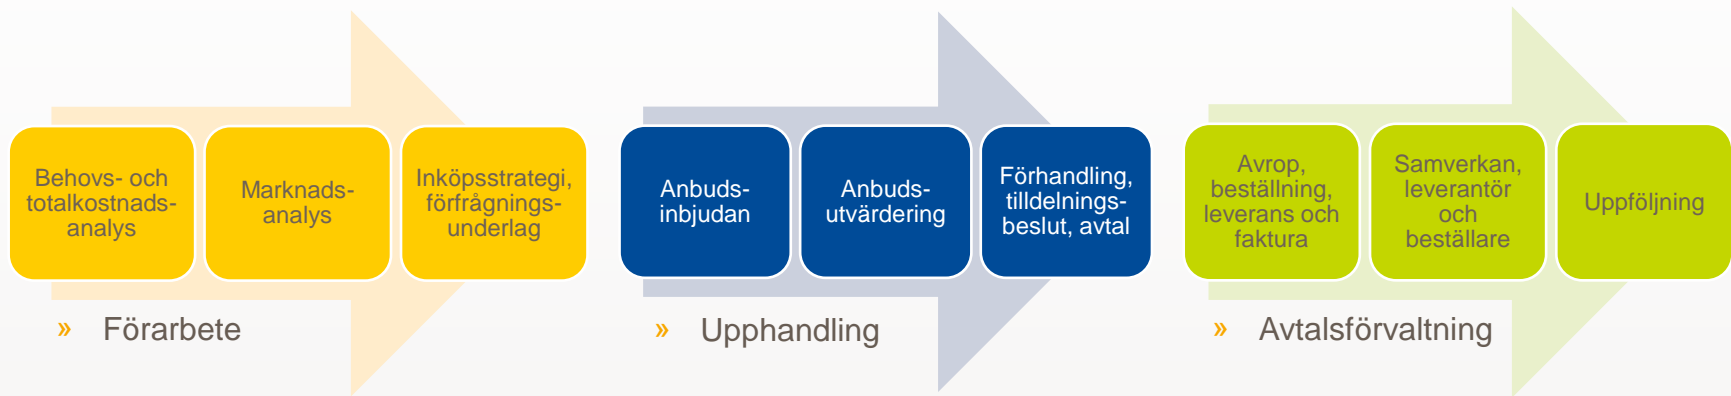 Behovs- och
totalkostnads-
analys
Marknads-
analys
Inköpsstrategi,
förfrågnings-
underlag
» Förarbete
Anbuds-
inbjudan
Anbuds-
utvärdering
Förhandling,
tilldelnings-
beslut, avtal
» Upphandling
Avrop,
beställning,
leverans och
faktura
Samverkan,
leverantör
och
beställare
Uppföljning
» Avtalsförvaltning